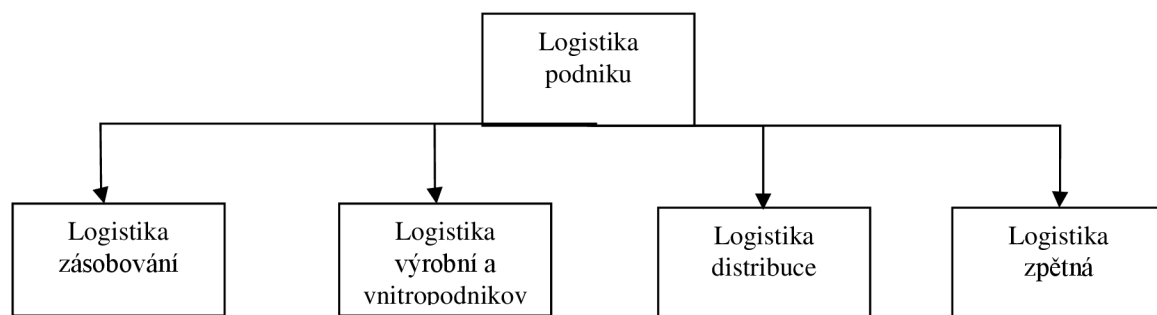 Logistika
podniku
Logistika
zásobování
Logistika
výrobní a
vnitropodnikov
Logistika
distribuce
Logistika
zpětná